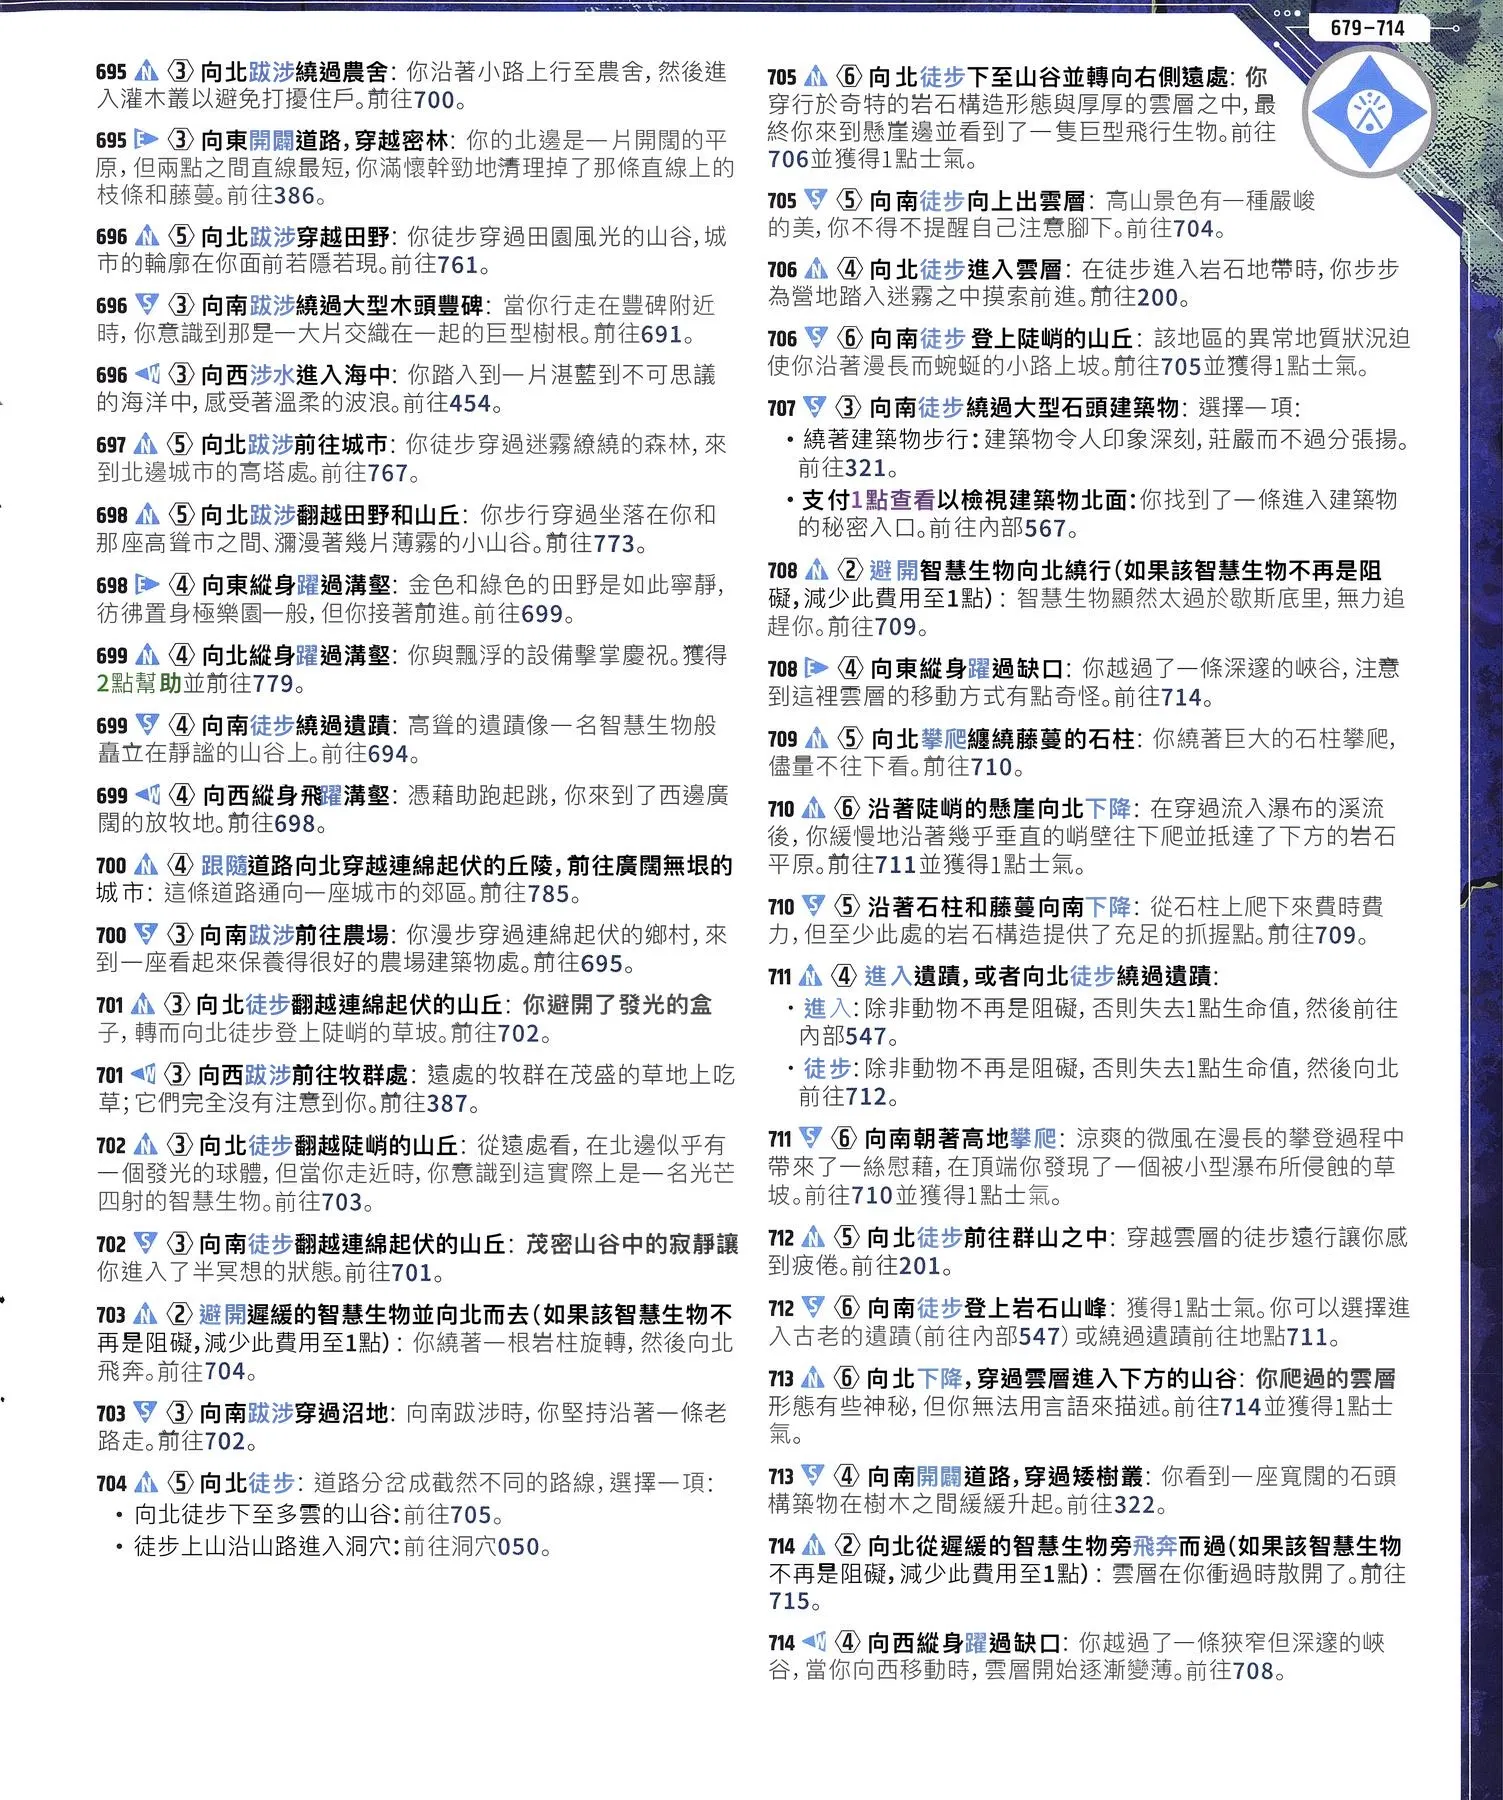 679–714
695 N 3 向北跋涉繞過農舍：你沿著小路上行至農舍，然後進
入灌木叢以避免打擾住戶。前往700。
695 E 3 向東開闢道路，穿越密林：你的北邊是一片開闊的平
原，但兩點之間直線最短，你滿懷幹勁地清理掉了那條直線上的
枝條和藤蔓。前往386。
696 N 5 向北跋涉穿越田野：你徒步穿過田園風光的山谷，城
市的輪廓在你面前若隱若現。前往761。
696 S 3 向南跋涉繞過大型木頭豐碑：當你行走在豐碑附近
時，你意識到那是一大片交織在一起的巨型樹根。前往691。
696 W 3 向西涉水進入海中：你踏入到一片湛藍到不可思議
的海洋中，感受著溫柔的波浪。前往454。
697 N 5 向北跋涉前往城市：你徒步穿過迷霧繚繞的森林，來
到北邊城市的高塔處。前往767。
698 N 5 向北跋涉翻越田野和山丘：你步行穿過坐落在你和
那座高聳市之間、瀰漫著幾片薄霧的小山谷。前往773。
698 E 4 向東縱身躍過溝壑：金色和綠色的田野是如此寧靜，
彷彿置身極樂園一般，但你接著前進。前往699。
699 N 4 向北縱身躍過溝壑：你與飄浮的設備擊掌慶祝。獲得
2點幫助並前往779。
699 S 4 向南徒步繞過遺蹟：高聳的遺蹟像一名智慧生物般
矗立在靜謐的山谷上。前往694。
699 W 4 向西縱身飛躍溝壑：憑藉助跑起跳，你來到了西邊廣
闊的放牧地。前往698。
700 N 4 跟隨道路向北穿越連綿起伏的丘陵，前往廣闊無垠的
城市：這條道路通向一座城市的郊區。前往785。
700 S 3 向南跋涉前往農場：你漫步穿過連綿起伏的鄉村，來
到一座看起來保養得很好的農場建築物處。前往695。
701 N 3 向北徒步翻越連綿起伏的山丘：你避開了發光的盒
子，轉而向北徒步登上陡峭的草坡。前往702。
701 W 3 向西跋涉前往牧群處：遠處的牧群在茂盛的草地上吃
草；它們完全沒有注意到你。前往387。
702 N 3 向北徒步翻越陡峭的山丘：從遠處看，在北邊似乎有
一個發光的球體，但當你走近時，你意識到這實際上是一名光芒
四射的智慧生物。前往703。
702 S 3 向南徒步翻越連綿起伏的山丘：茂密山谷中的寂靜讓
你進入了半冥想的狀態。前往701。
703 N 2 避開遲緩的智慧生物並向北而去（如果該智慧生物不
再是阻礙，減少此費用至1點）：你繞著一根岩柱旋轉，然後向北
飛奔。前往704。
703 S 3 向南跋涉穿過沼地：向南跋涉時，你堅持沿著一條老
路走。前往702。
704 N 5 向北徒步：道路分岔成截然不同的路線，選擇一項：
• 向北徒步下至多雲的山谷：前往705。
• 徒步上山沿山路進入洞穴：前往洞穴050。
705 N 6 向北徒步下至山谷並轉向右側遠處：你
穿行於奇特的岩石構造形態與厚厚的雲層之中，最
終你來到懸崖邊並看到了一隻巨型飛行生物。前往
706並獲得1點士氣。
705 S 5 向南徒步向上出雲層：高山景色有一種嚴峻
的美，你不得不提醒自己注意腳下。前往704。
706 N 4 向北徒步進入雲層：在徒步進入岩石地帶時，你步步
為營地踏入迷霧之中摸索前進。前往200。
706 S 6 向南徒步 登上陡峭的山丘：該地區的異常地質狀況迫
使你沿著漫長而蜿蜒的小路上坡。前往705並獲得1點士氣。
707 S 3 向南徒步繞過大型石頭建築物：選擇一項：
• 繞著建築物步行：建築物令人印象深刻，莊嚴而不過分張揚。
前往321。
• 支付1點查看以檢視建築物北面：你找到了一條進入建築物
的秘密入口。前往內部567。
708 N 2 避開智慧生物向北繞行（如果該智慧生物不再是阻
礙，減少此費用至1點）：智慧生物顯然太過於歇斯底里，無力追
趕你。前往709。
708 E 4 向東縱身躍過缺口：你越過了一條深邃的峽谷，注意
到這裡雲層的移動方式有點奇怪。前往714。
709 N 5 向北攀爬纏繞藤蔓的石柱：你繞著巨大的石柱攀爬，
儘量不往下看。前往710。
710 N 6 沿著陡峭的懸崖向北下降：在穿過流入瀑布的溪流
後，你緩慢地沿著幾乎垂直的峭壁往下爬並抵達了下方的岩石
平原。前往711並獲得1點士氣。
710 S 5 沿著石柱和藤蔓向南下降：從石柱上爬下來費時費
力，但至少此處的岩石構造提供了充足的抓握點。前往709。
711 N 4 進入遺蹟，或者向北徒步繞過遺蹟：
• 進入：除非動物不再是阻礙，否則失去1點生命值，然後前往
內部547。
• 徒步：除非動物不再是阻礙，否則失去1點生命值，然後向北
前往712。
711 S 6 向南朝著高地攀爬：涼爽的微風在漫長的攀登過程中
帶來了一絲慰藉，在頂端你發現了一個被小型瀑布所侵蝕的草
坡。前往710並獲得1點士氣。
712 N 5 向北徒步前往群山之中：穿越雲層的徒步遠行讓你感
到疲倦。前往201。
712 S 6 向南徒步登上岩石山峰：獲得1點士氣。你可以選擇進
入古老的遺蹟（前往內部547）或繞過遺蹟前往地點711。
713 N 6 向北下降，穿過雲層進入下方的山谷：你爬過的雲層
形態有些神秘，但你無法用言語來描述。前往714並獲得1點士
氣。
713 S 4 向南開闢道路，穿過矮樹叢：你看到一座寬闊的石頭
構築物在樹木之間緩緩升起。前往322。
714 N 2 向北從遲緩的智慧生物旁飛奔而過（如果該智慧生物
不再是阻礙，減少此費用至1點）：雲層在你衝過時散開了。前往
715。
714 W 4 向西縱身躍過缺口：你越過了一條狹窄但深邃的峽
谷，當你向西移動時，雲層開始逐漸變薄。前往708。